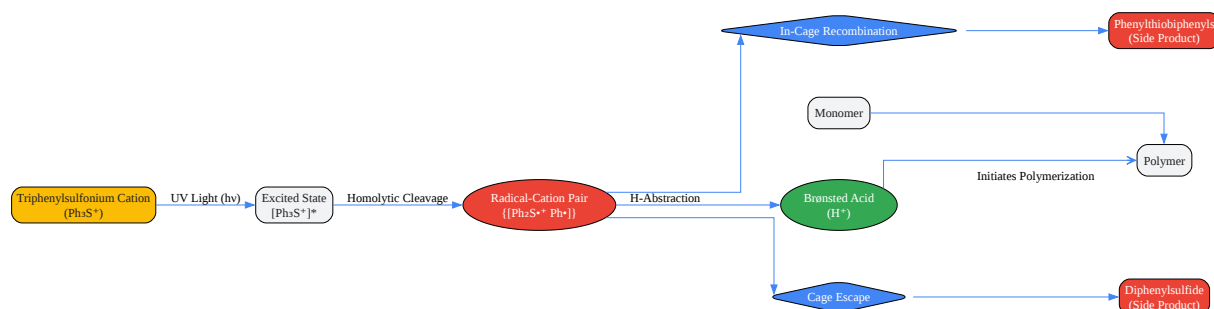 In-Cage Recombination
Phenylthiobiphenyls
(Side Product)
Monomer
Polymer
Initiates Polymerization
Triphenylsulfonium Cation
(Ph₃S⁺)
UV Light (hν)
Excited State
[Ph₃S⁺]*
Homolytic Cleavage
Radical-Cation Pair
{[Ph₂S•⁺ Ph•]}
H-Abstraction
Brønsted Acid
(H⁺)
Cage Escape
Diphenylsulfide
(Side Product)